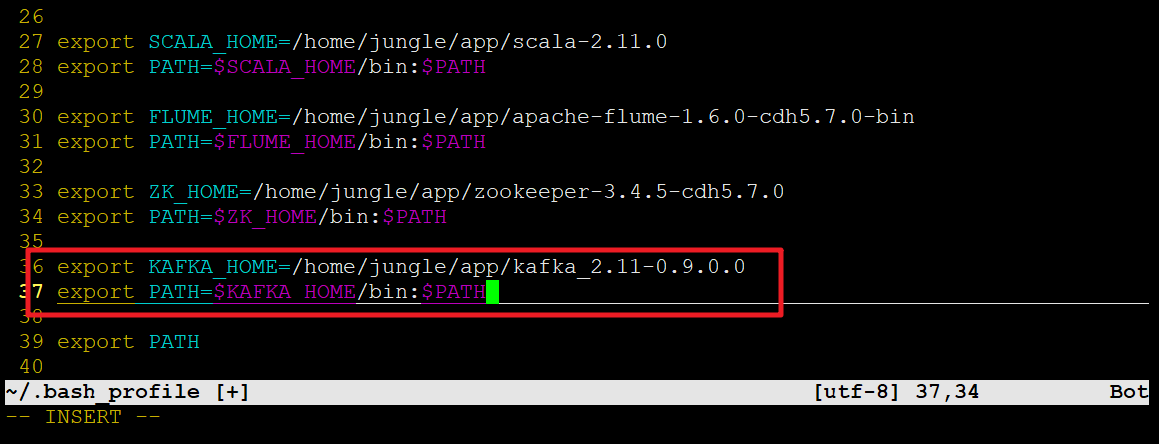 26
27 export SCALA_HOME=/home/jungle/app/scala-2.11.0
28 export PATH=$SCALA_HOME/bin:$PATH
29
30 export FLUME_HOME=/home/jungle/app/apache-flume-1.6.0-cdh5.7.0-bin
31 export PATH=$FLUME_HOME/bin:$PATH
32
33 export ZK_HOME=/home/jungle/app/zookeeper-3.4.5-cdh5.7.0
34 export PATH=$ZK_HOME/bin:$PATH
35
36 export KAFKA_HOME=/home/jungle/app/kafka_2.11-0.9.0.0
37 export PATH=$KAFKA_HOME/bin:$PATH
38
39 export PATH
40
~/.bash_profile [+] [utf-8] 37,34 Bot
-- INSERT --